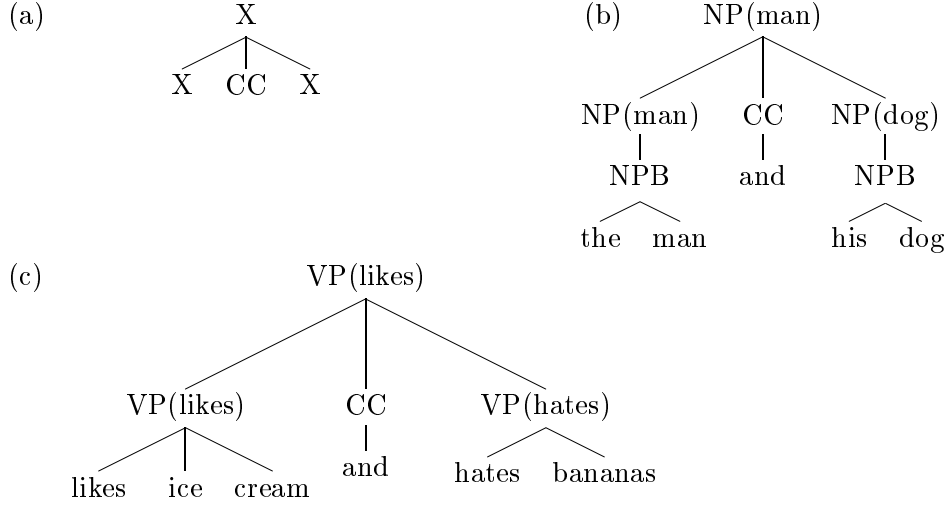 (a) X (b) NP(man)
X CC X
NP(man) CC NP(dog)
NPB and NPB
the man his dog
(c) VP(likes)
VP(likes) CC VP(hates)
and
likes ice cream hates bananas